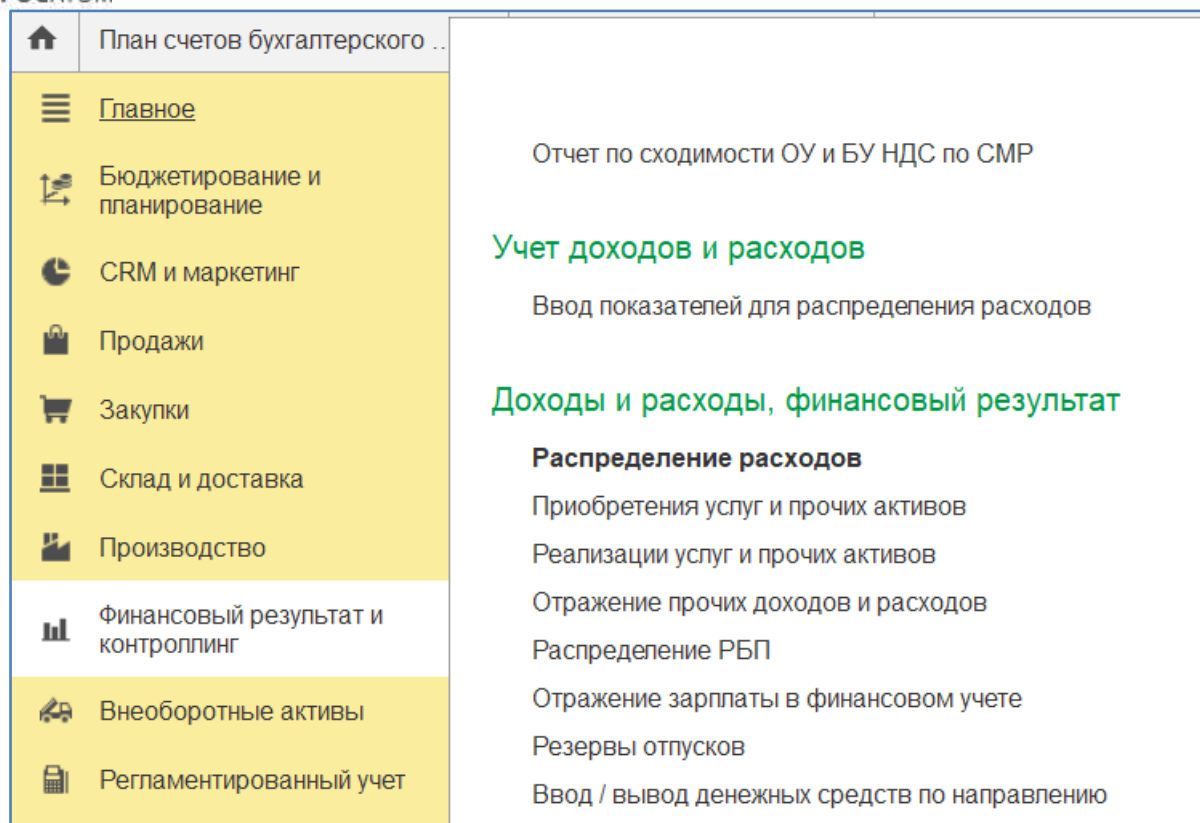 План счетов бухгалтерского ...
Главное
Бюджетирование и
планирование
CRM и маркетинг
Продажи
Закупки
Склад и доставка
Производство
Финансовый результат и
контроллинг
Внеоборотные активы
Регламентированный учет
Отчет по сходимости ОУ и БУ НДС по СМР
Учет доходов и расходов
Ввод показателей для распределения расходов
Доходы и расходы, финансовый результат
Распределение расходов
Приобретения услуг и прочих активов
Реализации услуг и прочих активов
Отражение прочих доходов и расходов
Распределение РБП
Отражение зарплаты в финансовом учете
Резервы отпусков
Ввод / вывод денежных средств по направлению